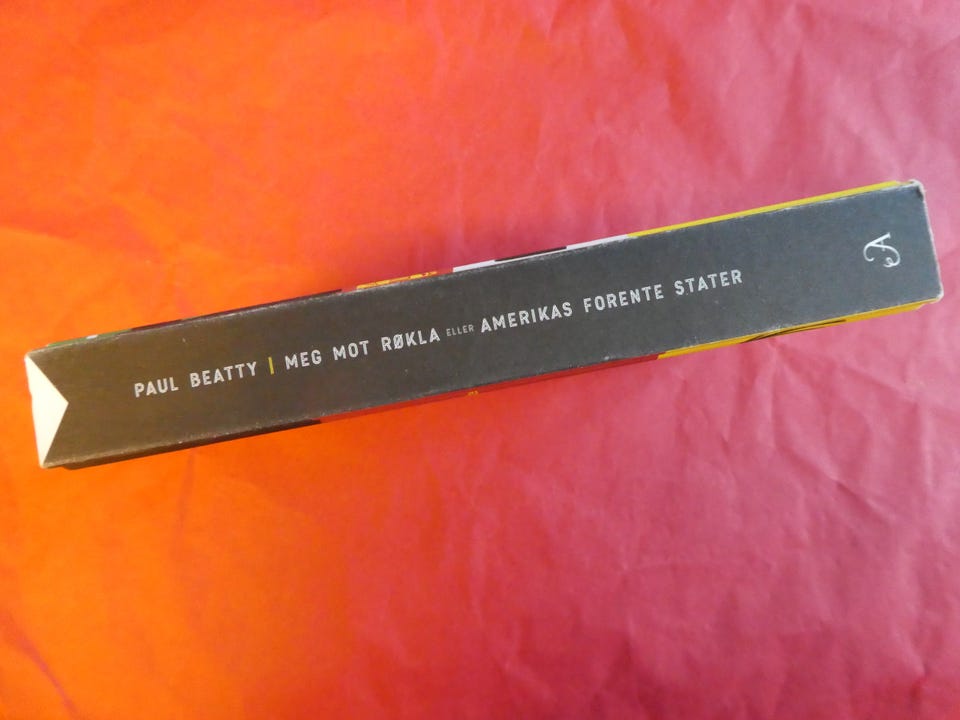 PAUL BEATTY | MEG MOT RØKLA ELLER AMERIKAS FORENTE STATER A